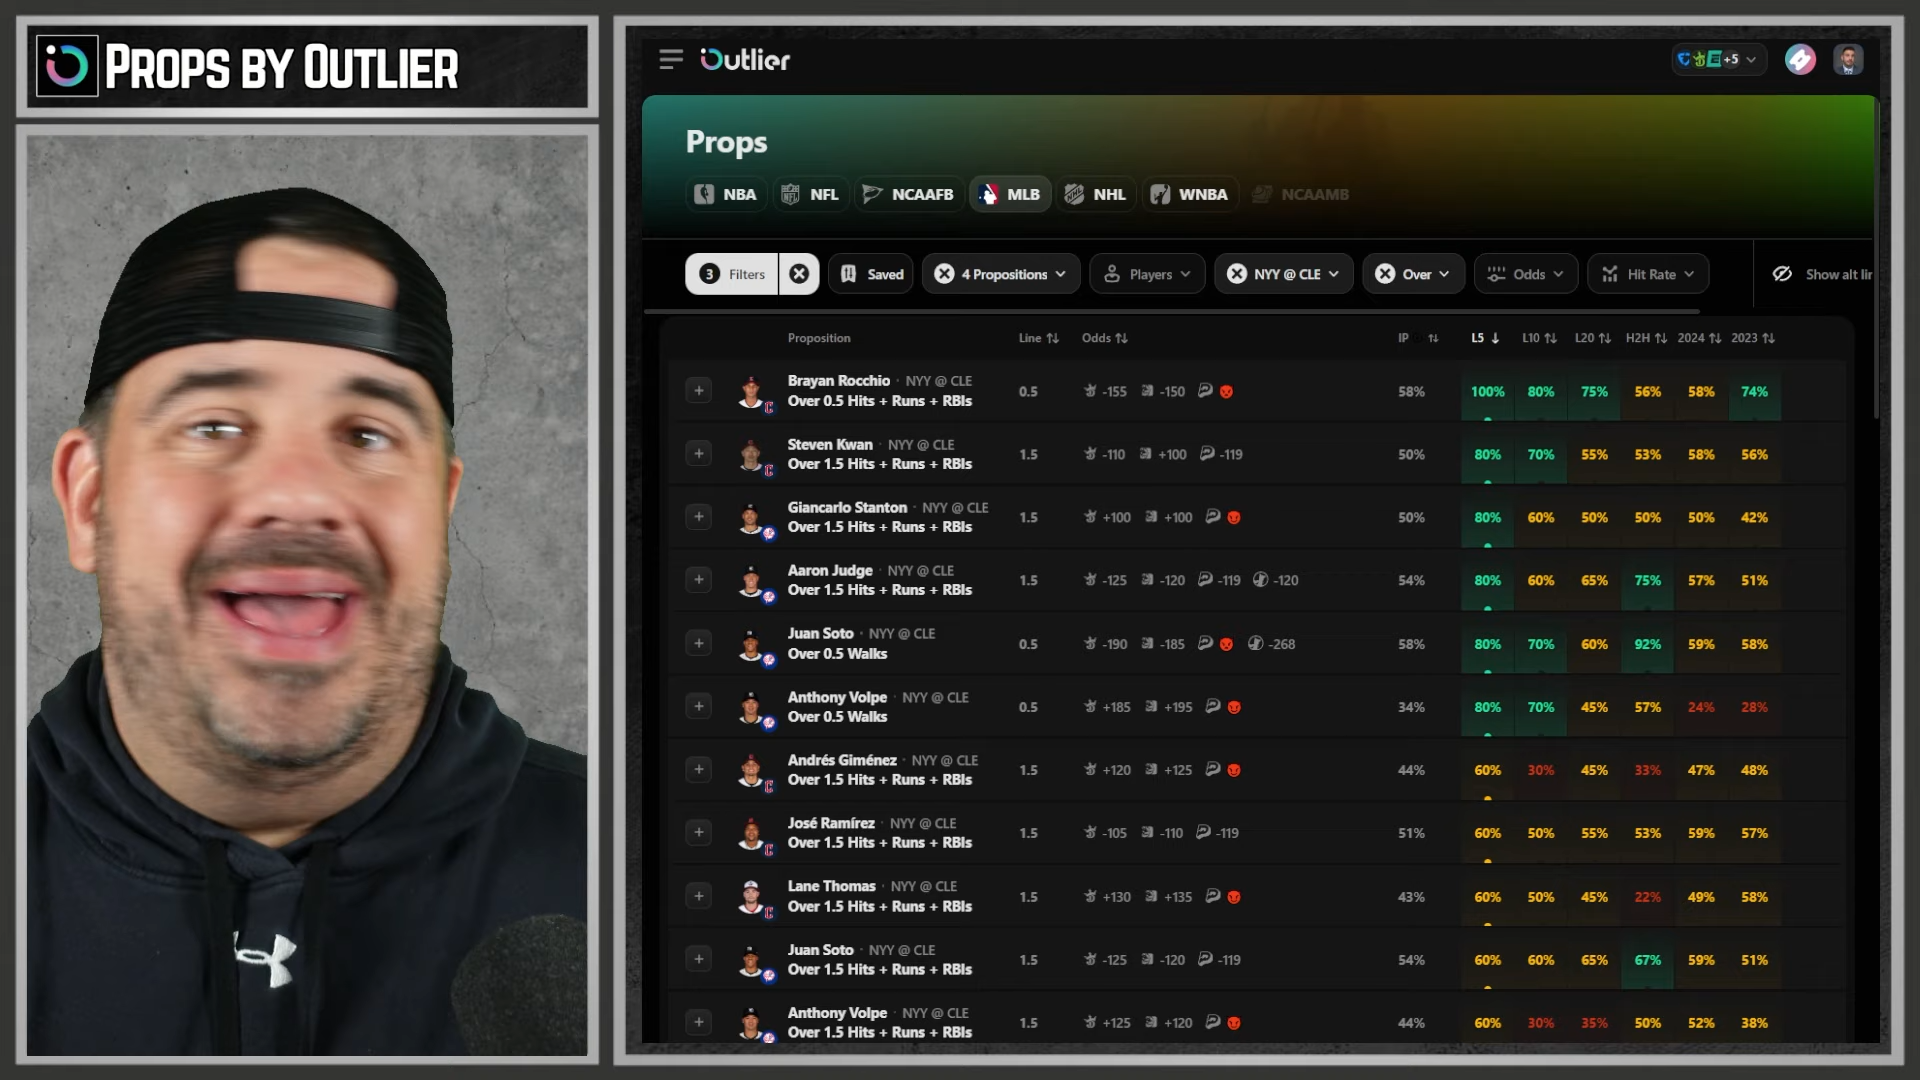 PROPS BY OUTLIER
Outlier
+5
Props
NBA
NFL
NCAAFB
MLB
NHL
WNBA
NCAAMB
3 Filters
Saved
4 Propositions
Players
NYY @ CLE
Over
Odds
Hit Rate
Show alt lin
Proposition Line Odds IP L5 L10 L20 H2H 2024 2023
Brayan Rocchio · NYY @ CLE
Over 0.5 Hits + Runs + RBIs
0.5 -155 -150 58% 100% 80% 75% 56% 58% 74%
Steven Kwan · NYY @ CLE
Over 1.5 Hits + Runs + RBIs
1.5 -110 +100 -119 50% 80% 70% 55% 53% 58% 56%
Giancarlo Stanton · NYY @ CLE
Over 1.5 Hits + Runs + RBIs
1.5 +100 +100 50% 80% 60% 50% 50% 50% 42%
Aaron Judge · NYY @ CLE
Over 1.5 Hits + Runs + RBIs
1.5 -125 -120 -119 -120 54% 80% 60% 65% 75% 57% 51%
Juan Soto · NYY @ CLE
Over 0.5 Walks
0.5 -190 -185 -268 58% 80% 70% 60% 92% 59% 58%
Anthony Volpe · NYY @ CLE
Over 0.5 Walks
0.5 +185 +195 34% 80% 70% 45% 57% 24% 28%
Andrés Giménez · NYY @ CLE
Over 1.5 Hits + Runs + RBIs
1.5 +120 +125 44% 60% 30% 45% 33% 47% 48%
José Ramírez · NYY @ CLE
Over 1.5 Hits + Runs + RBIs
1.5 -105 -110 -119 51% 60% 50% 55% 53% 59% 57%
Lane Thomas · NYY @ CLE
Over 1.5 Hits + Runs + RBIs
1.5 +130 +135 43% 60% 50% 45% 22% 49% 58%
Juan Soto · NYY @ CLE
Over 1.5 Hits + Runs + RBIs
1.5 -125 -120 -119 54% 60% 60% 65% 67% 59% 51%
Anthony Volpe · NYY @ CLE
Over 1.5 Hits + Runs + RBIs
1.5 +125 +120 44% 60% 30% 35% 50% 52% 38%